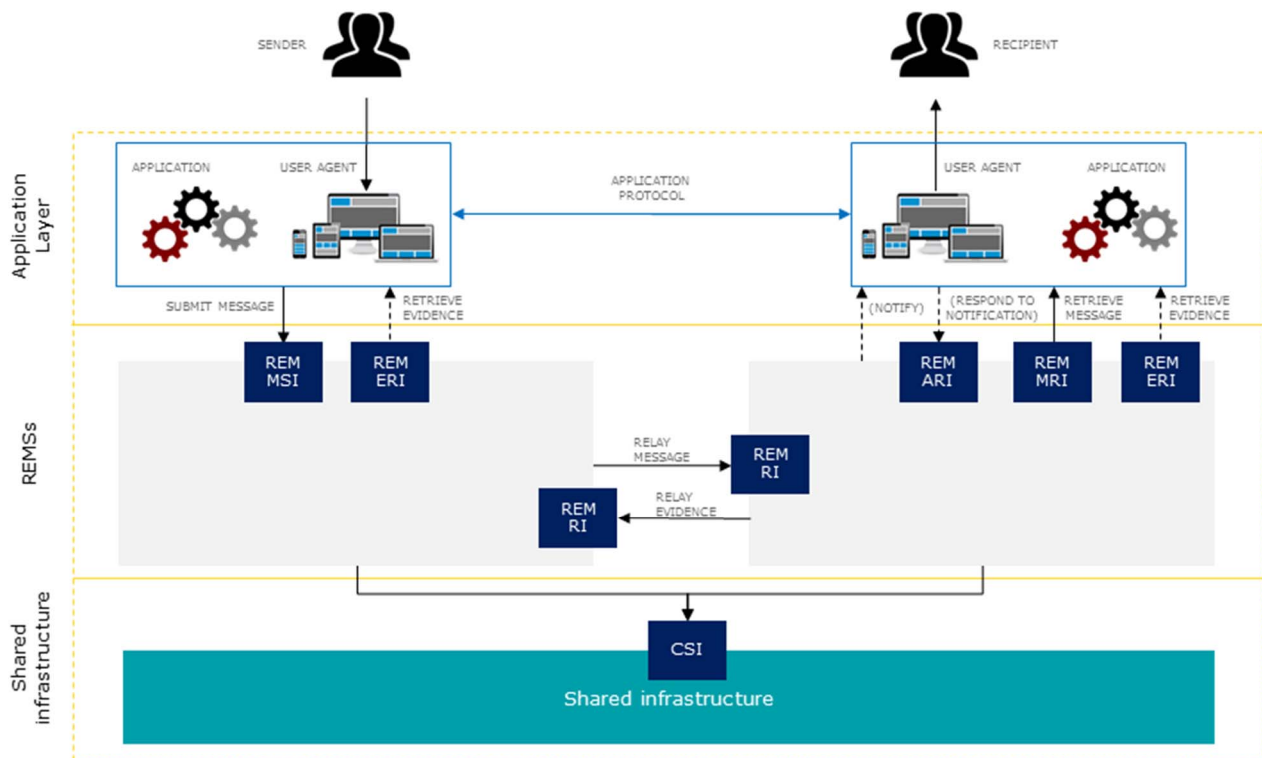 SENDER
RECIPIENT
Application
Layer
APPLICATION
USER AGENT
APPLICATION
PROTOCOL
USER AGENT
APPLICATION
SUBMIT MESSAGE
RETRIEVE
EVIDENCE
(NOTIFY)
(RESPOND TO
NOTIFICATION)
RETRIEVE
MESSAGE
RETRIEVE
EVIDENCE
REMSs
REM
MSI
REM
ERI
REM
ARI
REM
MRI
REM
ERI
RELAY
MESSAGE
REM
RI
REM
RI
RELAY
EVIDENCE
Shared
infrastructure
CSI
Shared infrastructure